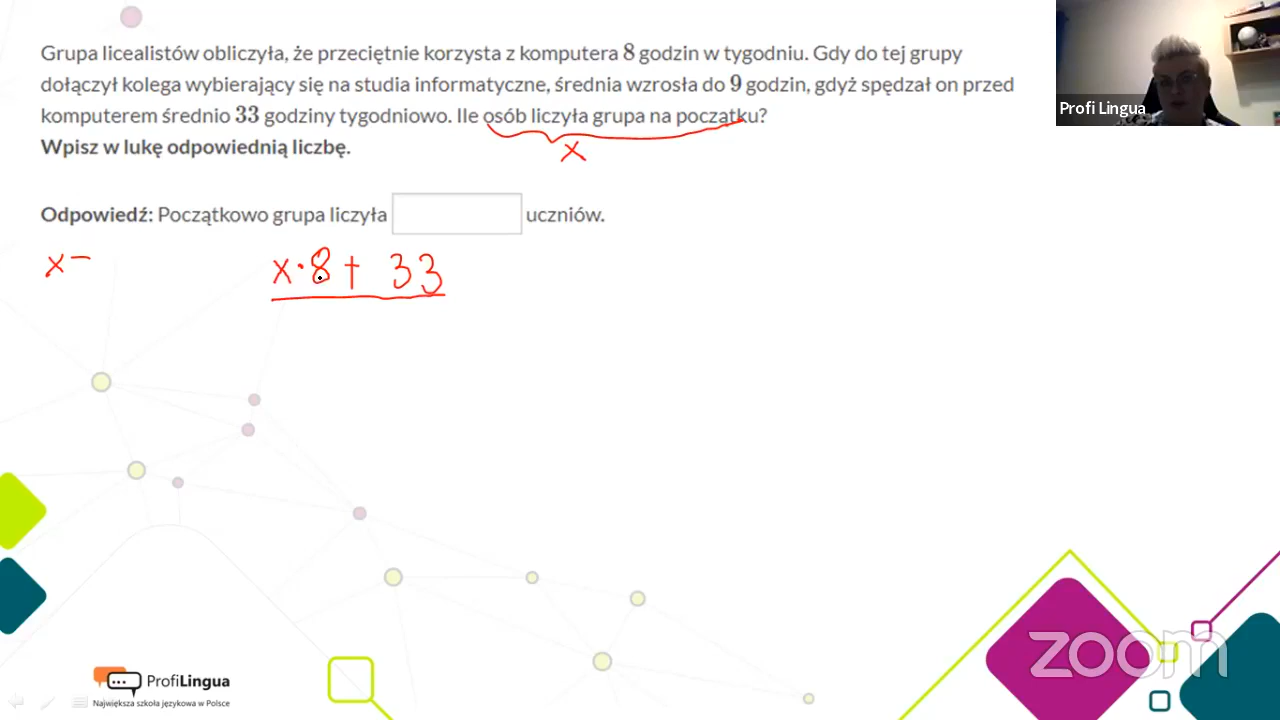 Grupa licealistów obliczyła, że przeciętnie korzysta z komputera 8 godzin w tygodniu. Gdy do tej grupy
dołączył kolega wybierający się na studia informatyczne, średnia wzrosła do 9 godzin, gdyż spędzał on przed
komputerem średnio 33 godziny tygodniowo. Ile osób liczyła grupa na początku?
x
Wpisz w lukę odpowiednią liczbę.
Odpowiedź: Początkowo grupa liczyła uczniów.
x –
x · 8 + 33
Profi Lingua
ProfiLingua
Największa szkoła językowa w Polsce
zoom